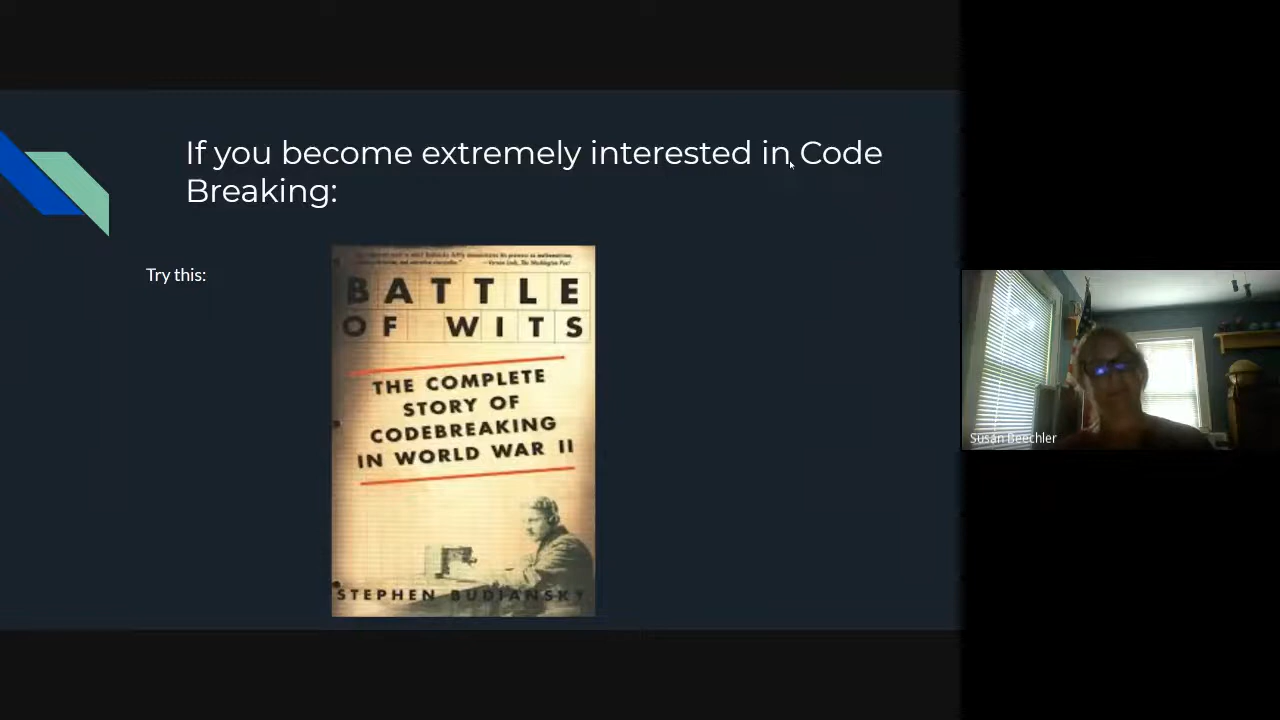 If you become extremely interested in Code
Breaking:
Try this:
BATTLE
OF WITS
THE COMPLETE
STORY OF
CODEBREAKING
IN WORLD WAR II
STEPHEN BUDIANSKY
Susan Beechler